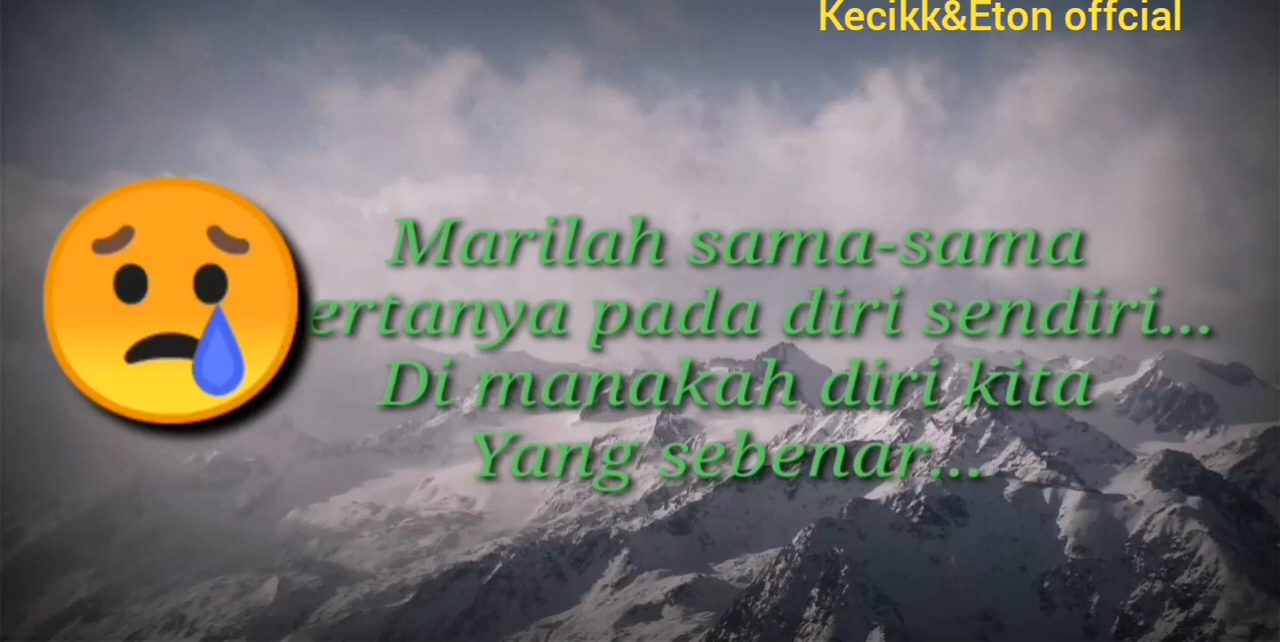 Kecikk&Eton offcial
Marilah sama-sama
ertanya pada diri sendiri...
Di manakah diri kita
Yang sebenar...